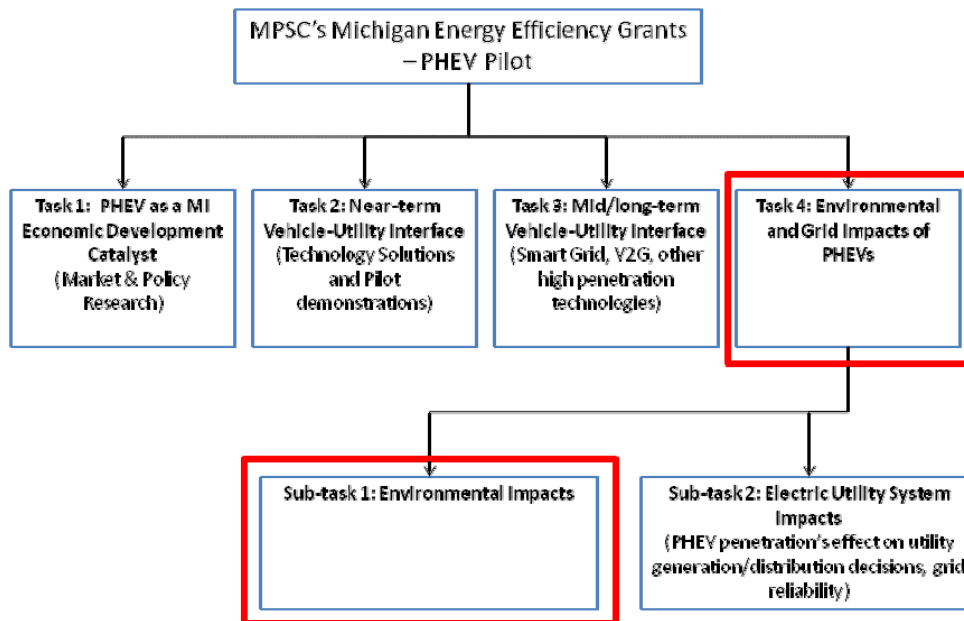 MPSC's Michigan Energy Efficiency Grants
– PHEV Pilot
Task 1: PHEV as a MI
Economic Development
Catalyst
(Market & Policy
Research)
Task 2: Near-term
Vehicle-Utility Interface
(Technology Solutions
and Pilot
demonstrations)
Task 3: Mid/long-term
Vehicle-Utility Interface
(Smart Grid, V2G, other
high penetration
technologies)
Task 4: Environmental
and Grid Impacts of
PHEVs
Sub-task 1: Environmental Impacts
Sub-task 2: Electric Utility System
Impacts
(PHEV penetration's effect on utility
generation/distribution decisions, grid
reliability)